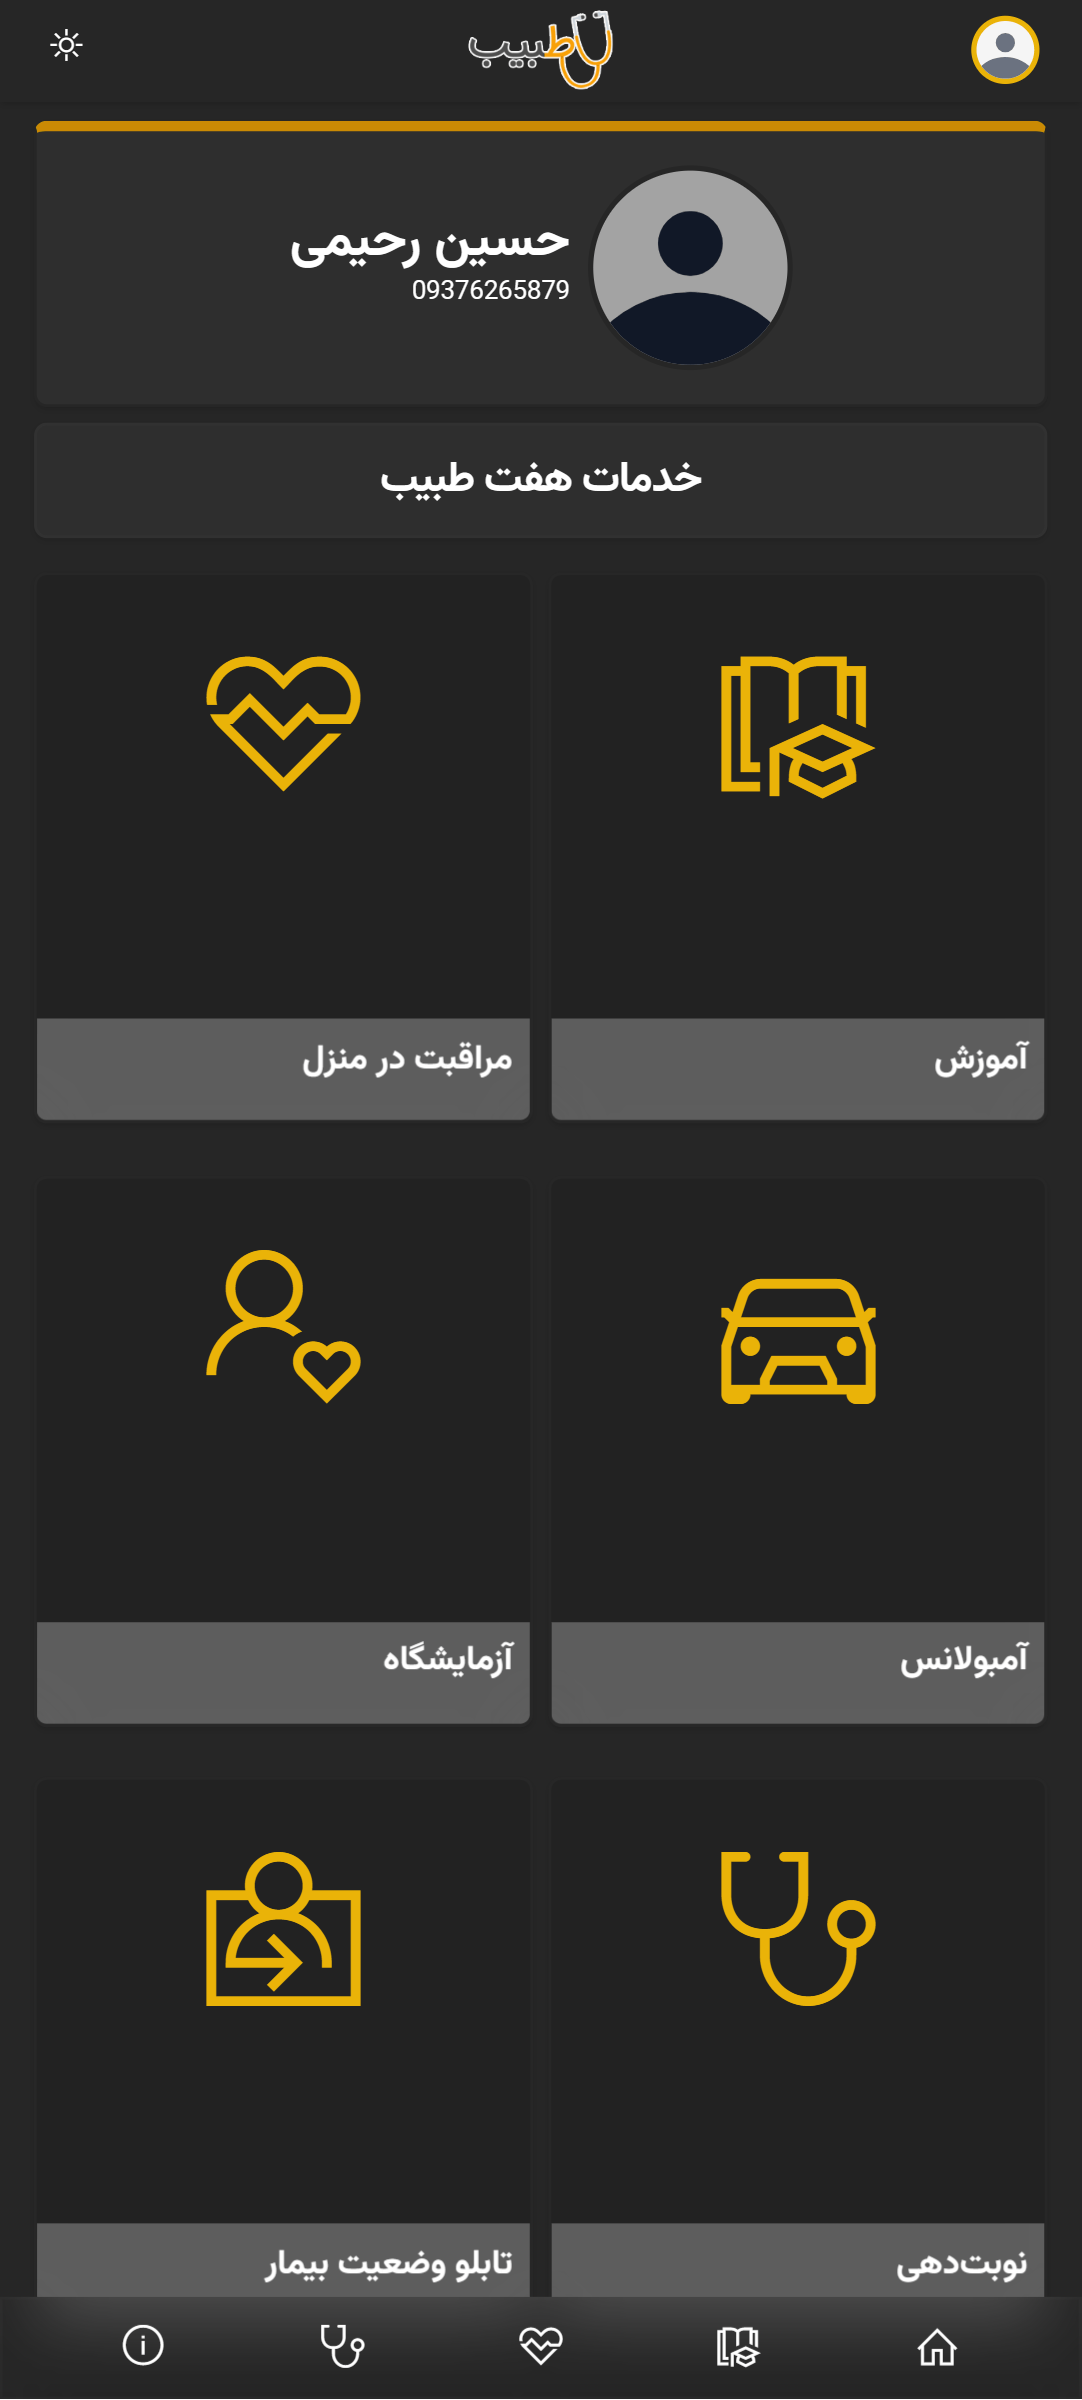 طبیب
حسین رحیمی
09376265879
خدمات هفت طبیب
آموزش
مراقبت در منزل
آمبولانس
آزمایشگاه
نوبت‌دهی
تابلو وضعیت بیمار